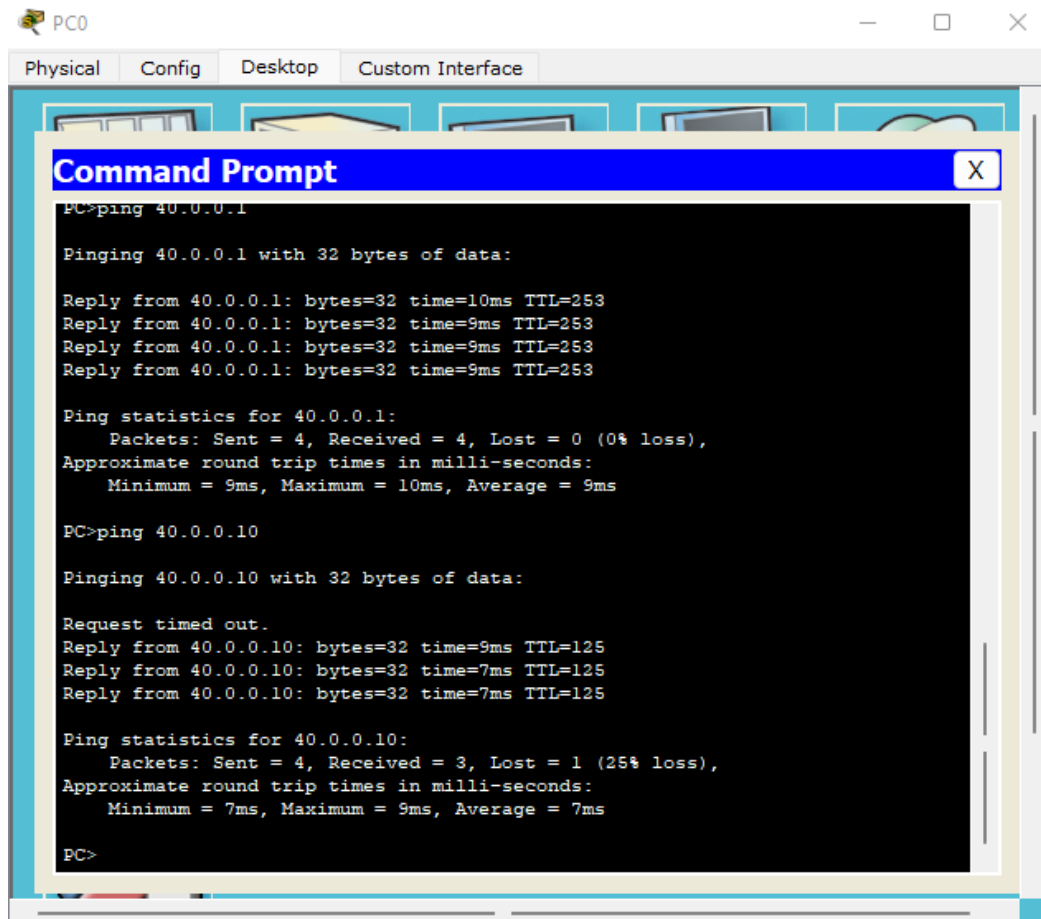 PC0
Physical Config Desktop Custom Interface
Command Prompt X
PC>ping 40.0.0.1
Pinging 40.0.0.1 with 32 bytes of data:
Reply from 40.0.0.1: bytes=32 time=10ms TTL=253
Reply from 40.0.0.1: bytes=32 time=9ms TTL=253
Reply from 40.0.0.1: bytes=32 time=9ms TTL=253
Reply from 40.0.0.1: bytes=32 time=9ms TTL=253
Ping statistics for 40.0.0.1:
Packets: Sent = 4, Received = 4, Lost = 0 (0% loss),
Approximate round trip times in milli-seconds:
Minimum = 9ms, Maximum = 10ms, Average = 9ms
PC>ping 40.0.0.10
Pinging 40.0.0.10 with 32 bytes of data:
Request timed out.
Reply from 40.0.0.10: bytes=32 time=9ms TTL=125
Reply from 40.0.0.10: bytes=32 time=7ms TTL=125
Reply from 40.0.0.10: bytes=32 time=7ms TTL=125
Ping statistics for 40.0.0.10:
Packets: Sent = 4, Received = 3, Lost = 1 (25% loss),
Approximate round trip times in milli-seconds:
Minimum = 7ms, Maximum = 9ms, Average = 7ms
PC>